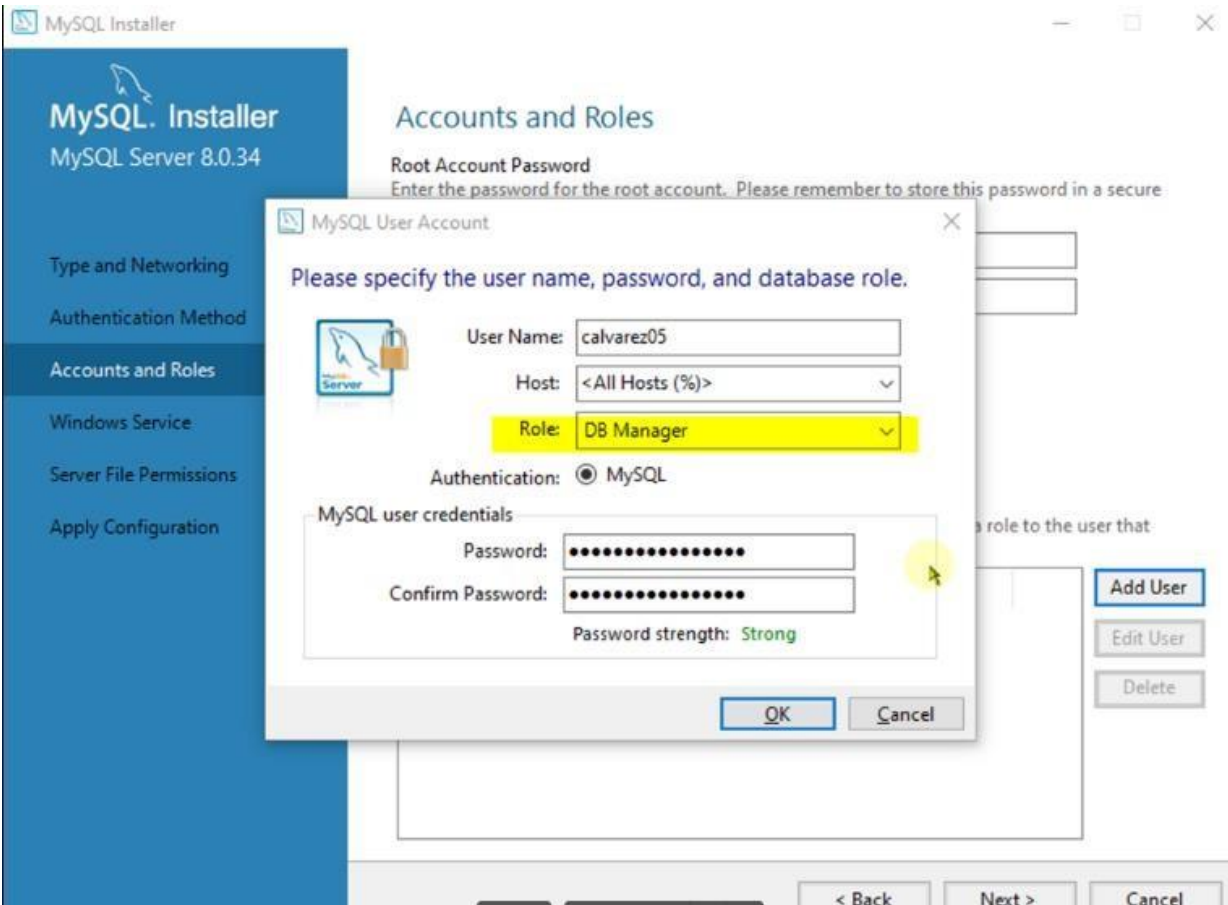 MySQL Installer
MySQL. Installer
MySQL Server 8.0.34
Type and Networking
Authentication Method
Accounts and Roles
Windows Service
Server File Permissions
Apply Configuration
Accounts and Roles
Root Account Password
Enter the password for the root account. Please remember to store this password in a secure
MySQL User Account
Please specify the user name, password, and database role.
Server
User Name: calvarez05
Host: <All Hosts (%)>
Role: DB Manager
Authentication: MySQL
MySQL user credentials
Password: ●●●●●●●●●●●●●●●●
Confirm Password: ●●●●●●●●●●●●●●●●
Password strength: Strong
OK Cancel
a role to the user that
Add User
Edit User
Delete
< Back Next > Cancel